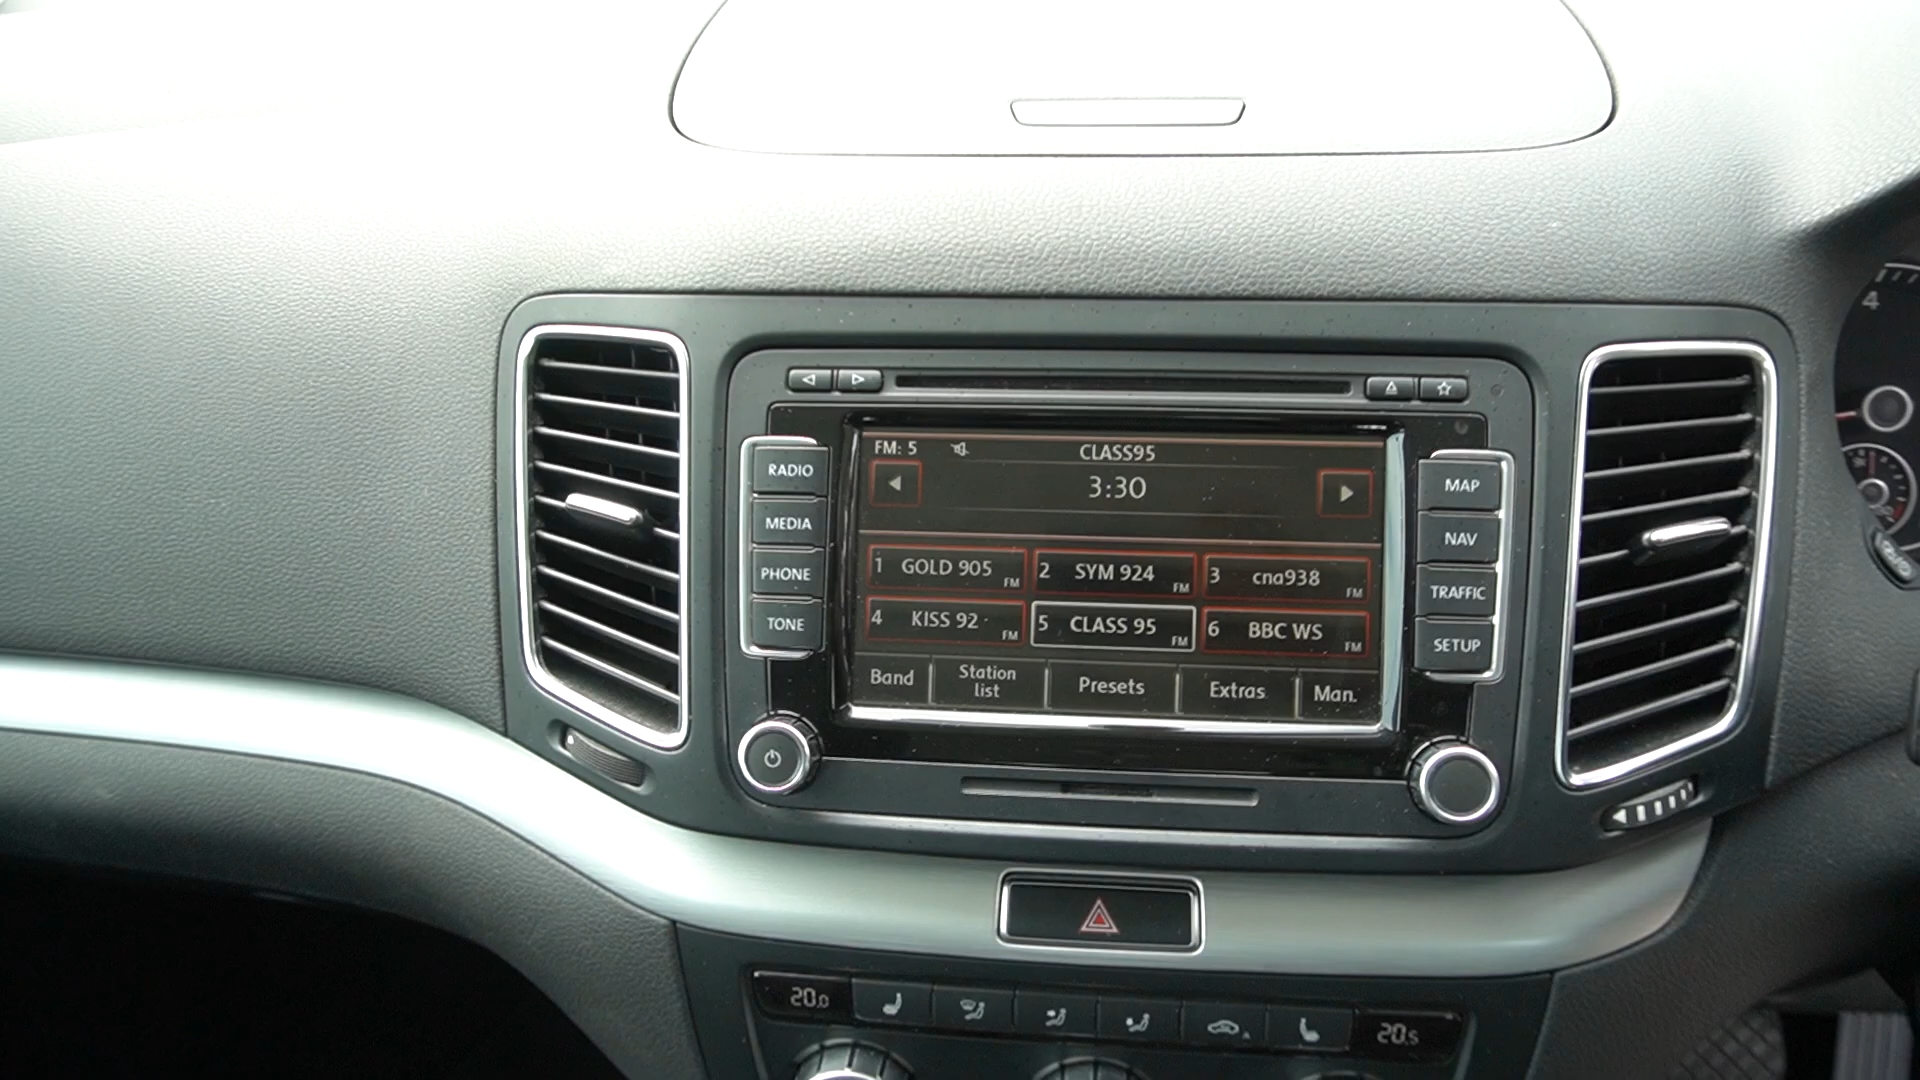 4
FM: 5 CLASS95
3:30
RADIO
MEDIA
PHONE
TONE
1 GOLD 905 FM
2 SYM 924 FM
3 cna938 FM
4 KISS 92 FM
5 CLASS 95 FM
6 BBC WS FM
Band
Station
list
Presets
Extras
Man.
MAP
NAV
TRAFFIC
SETUP
20.0
20.5